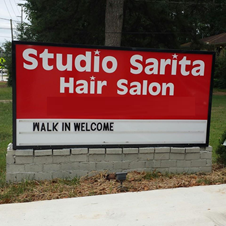 Studio Sarita
Hair Salon
WALK IN WELCOME